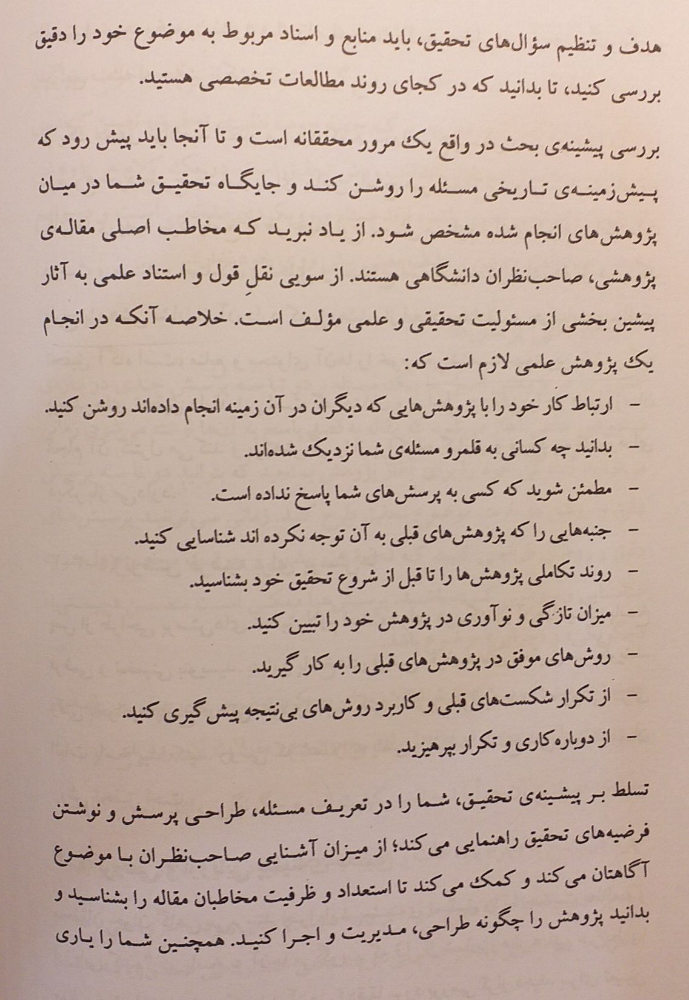 هدف و تنظیم سؤال‌های تحقیق، باید منابع و اسناد مربوط به موضوع خود را دقیق
بررسی کنید، تا بدانید که در کجای روند مطالعات تخصصی هستید.
بررسی پیشینه‌ی بحث در واقع یک مرور محققانه است و تا آنجا باید پیش رود که
پیش‌زمینه‌ی تاریخی مسئله را روشن کند و جایگاه تحقیق شما در میان
پژوهش‌های انجام شده مشخص شود. از یاد نبرید که مخاطب اصلی مقاله‌ی
پژوهشی، صاحب‌نظران دانشگاهی هستند. از سویی نقلِ قول و استناد علمی به آثار
پیشین بخشی از مسئولیت تحقیقی و علمی مؤلف است. خلاصه آنکه در انجام
یک پژوهش علمی لازم است که:
– ارتباط کار خود را با پژوهش‌هایی که دیگران در آن زمینه انجام داده‌اند روشن کنید.
– بدانید چه کسانی به قلمرو مسئله‌ی شما نزدیک شده‌اند.
– مطمئن شوید که کسی به پرسش‌های شما پاسخ نداده است.
– جنبه‌هایی را که پژوهش‌های قبلی به آن توجه نکرده اند شناسایی کنید.
– روند تکاملی پژوهش‌ها را تا قبل از شروع تحقیق خود بشناسید.
– میزان تازگی و نوآوری در پژوهش خود را تبیین کنید.
– روش‌های موفق در پژوهش‌های قبلی را به کار گیرید.
– از تکرار شکست‌های قبلی و کاربرد روش‌های بی‌نتیجه پیش‌گیری کنید.
– از دوباره‌کاری و تکرار بپرهیزید.
تسلط بر پیشینه‌ی تحقیق، شما را در تعریف مسئله، طراحی پرسش و نوشتن
فرضیه‌های تحقیق راهنمایی می‌کند؛ از میزان آشنایی صاحب‌نظران با موضوع
آگاهتان می‌کند و کمک می‌کند تا استعداد و ظرفیت مخاطبان مقاله را بشناسید و
بدانید پژوهش را چگونه طراحی، مدیریت و اجرا کنید. همچنین شما را یاری